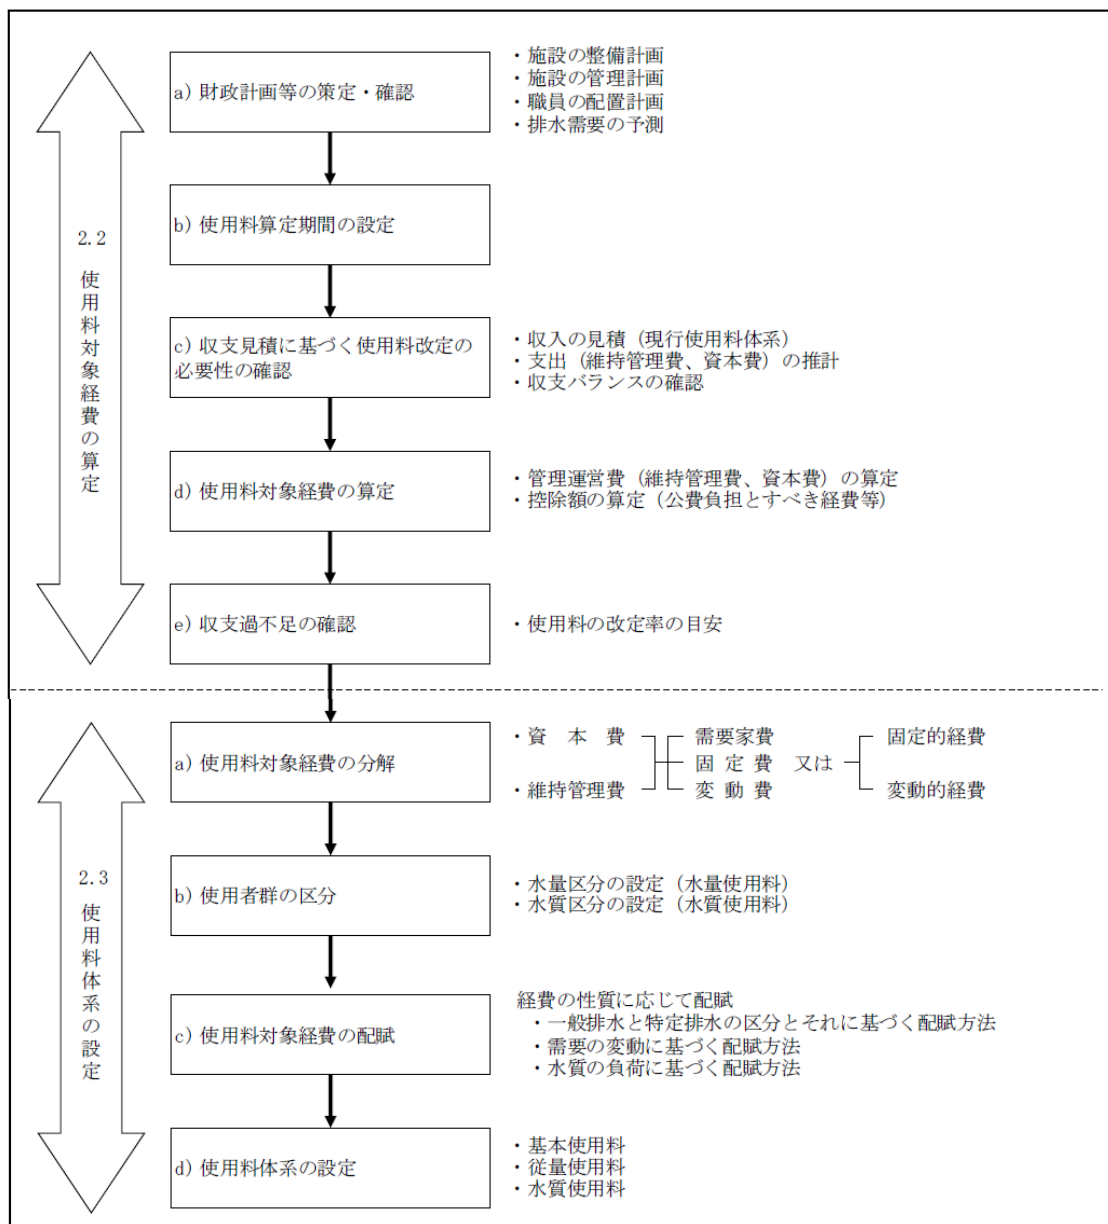 2.2 使用料対象経費の算定
a) 財政計画等の策定・確認
・施設の整備計画
・施設の管理計画
・職員の配置計画
・排水需要の予測
b) 使用料算定期間の設定
c) 収支見積に基づく使用料改定の
必要性の確認
・収入の見積（現行使用料体系）
・支出（維持管理費、資本費）の推計
・収支バランスの確認
d) 使用料対象経費の算定
・管理運営費（維持管理費、資本費）の算定
・控除額の算定（公費負担とすべき経費等）
e) 収支過不足の確認
・使用料の改定率の目安
2.3 使用料体系の設定
a) 使用料対象経費の分解
・資 本 費 需要家費 固定的経費
固 定 費 又は
・維持管理費 変 動 費 変動的経費
b) 使用者群の区分
・水量区分の設定（水量使用料）
・水質区分の設定（水質使用料）
c) 使用料対象経費の配賦
経費の性質に応じて配賦
・一般排水と特定排水の区分とそれに基づく配賦方法
・需要の変動に基づく配賦方法
・水質の負荷に基づく配賦方法
d) 使用料体系の設定
・基本使用料
・従量使用料
・水質使用料